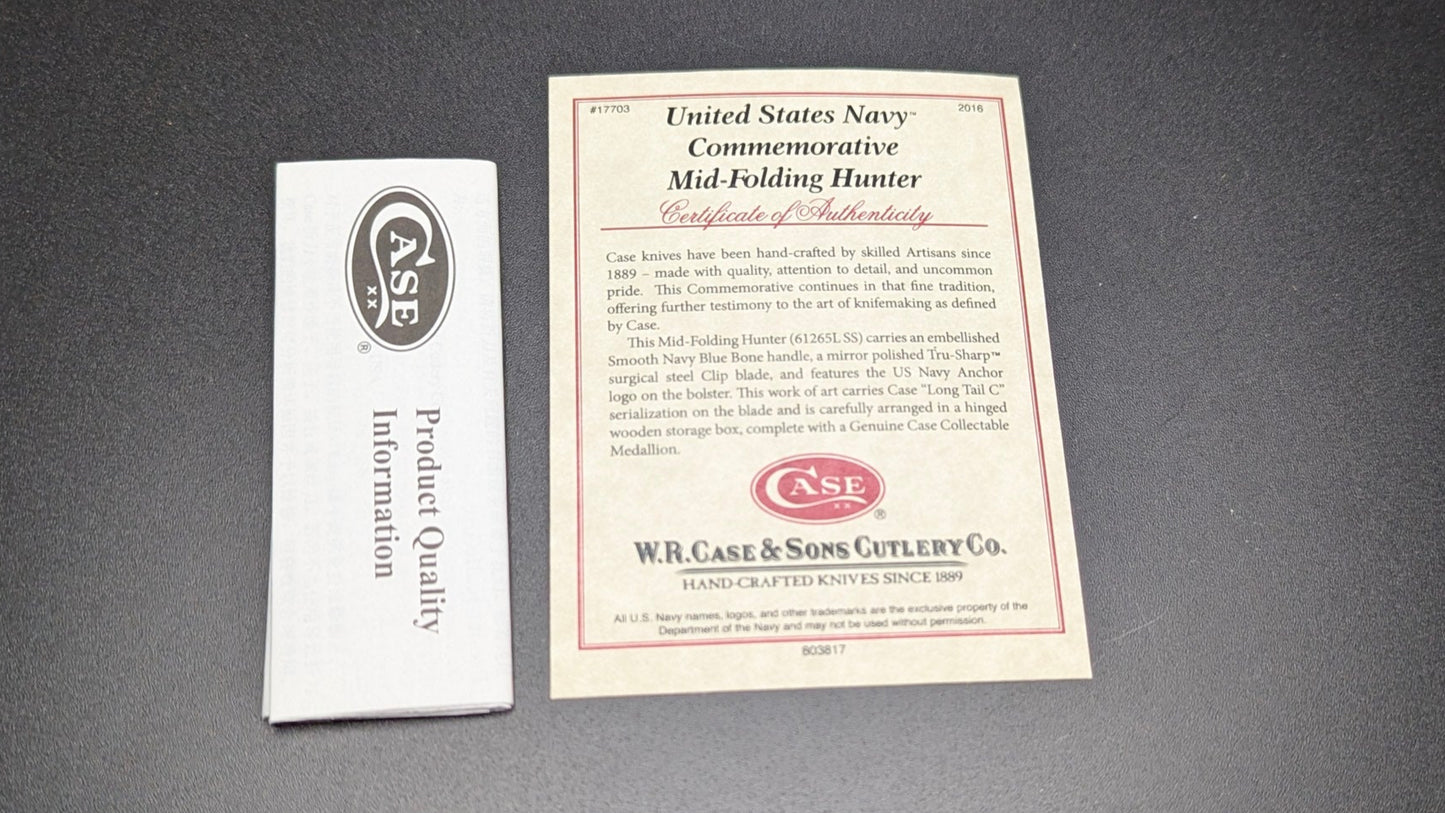 CASE
XX
®
Product Quality
Information
#17703
2016
United States Navy™
Commemorative
Mid-Folding Hunter
Certificate of Authenticity
Case knives have been hand-crafted by skilled Artisans since
1889 – made with quality, attention to detail, and uncommon
pride. This Commemorative continues in that fine tradition,
offering further testimony to the art of knifemaking as defined
by Case.
This Mid-Folding Hunter (61265L SS) carries an embellished
Smooth Navy Blue Bone handle, a mirror polished Tru-Sharp™
surgical steel Clip blade, and features the US Navy Anchor
logo on the bolster. This work of art carries Case "Long Tail C"
serialization on the blade and is carefully arranged in a hinged
wooden storage box, complete with a Genuine Case Collectable
Medallion.
CASE
XX
®
W.R. CASE & SONS CUTLERY CO.
HAND-CRAFTED KNIVES SINCE 1889
All U.S. Navy names, logos, and other trademarks are the exclusive property of the
Department of the Navy and may not be used without permission.
803817